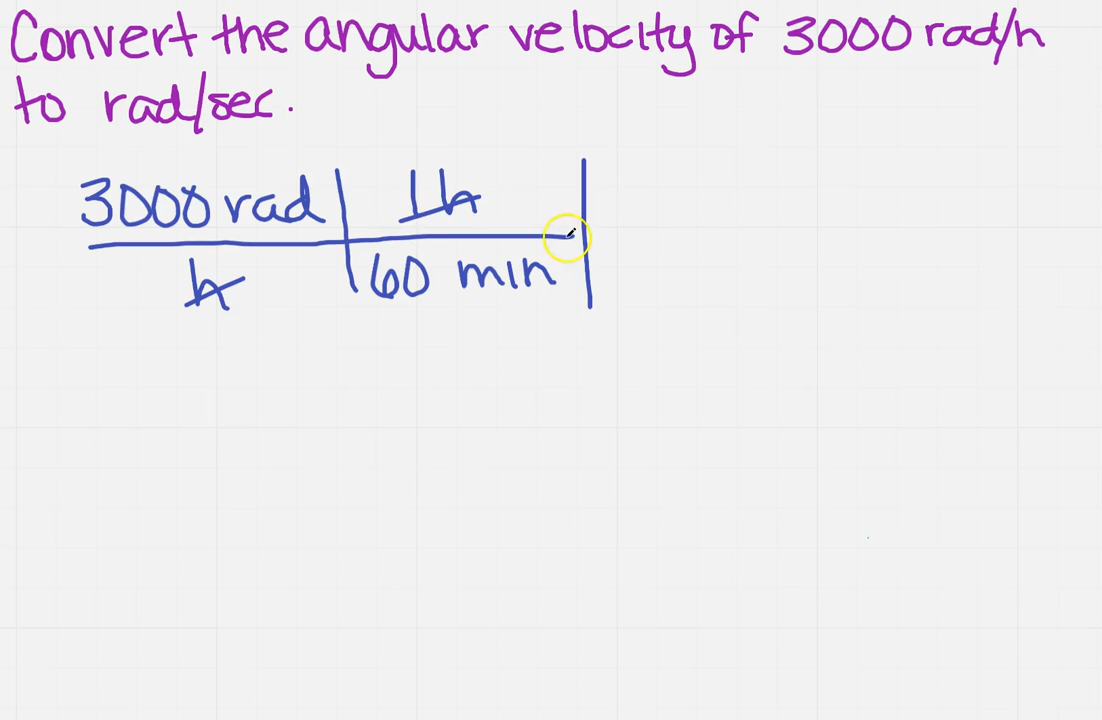 Convert the angular velocity of 3000 rad/h
to rad/sec.
3000 rad 1h
h 60 min